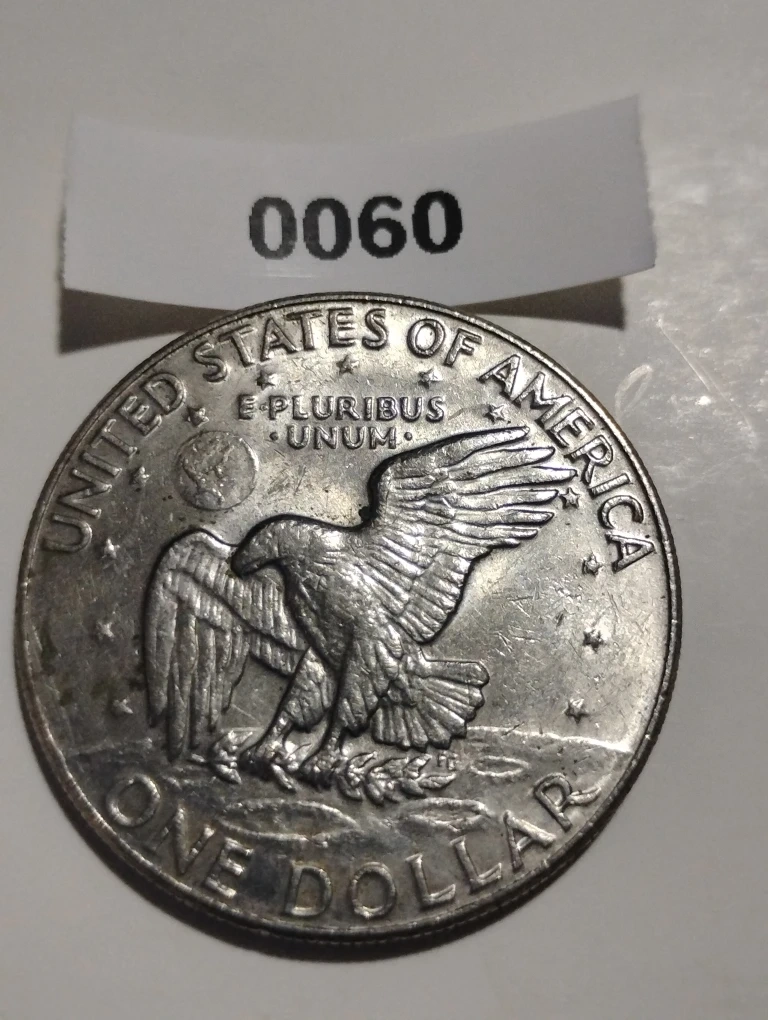 0060
UNITED STATES OF AMERICA
E·PLURIBUS
·UNUM·
ONE DOLLAR